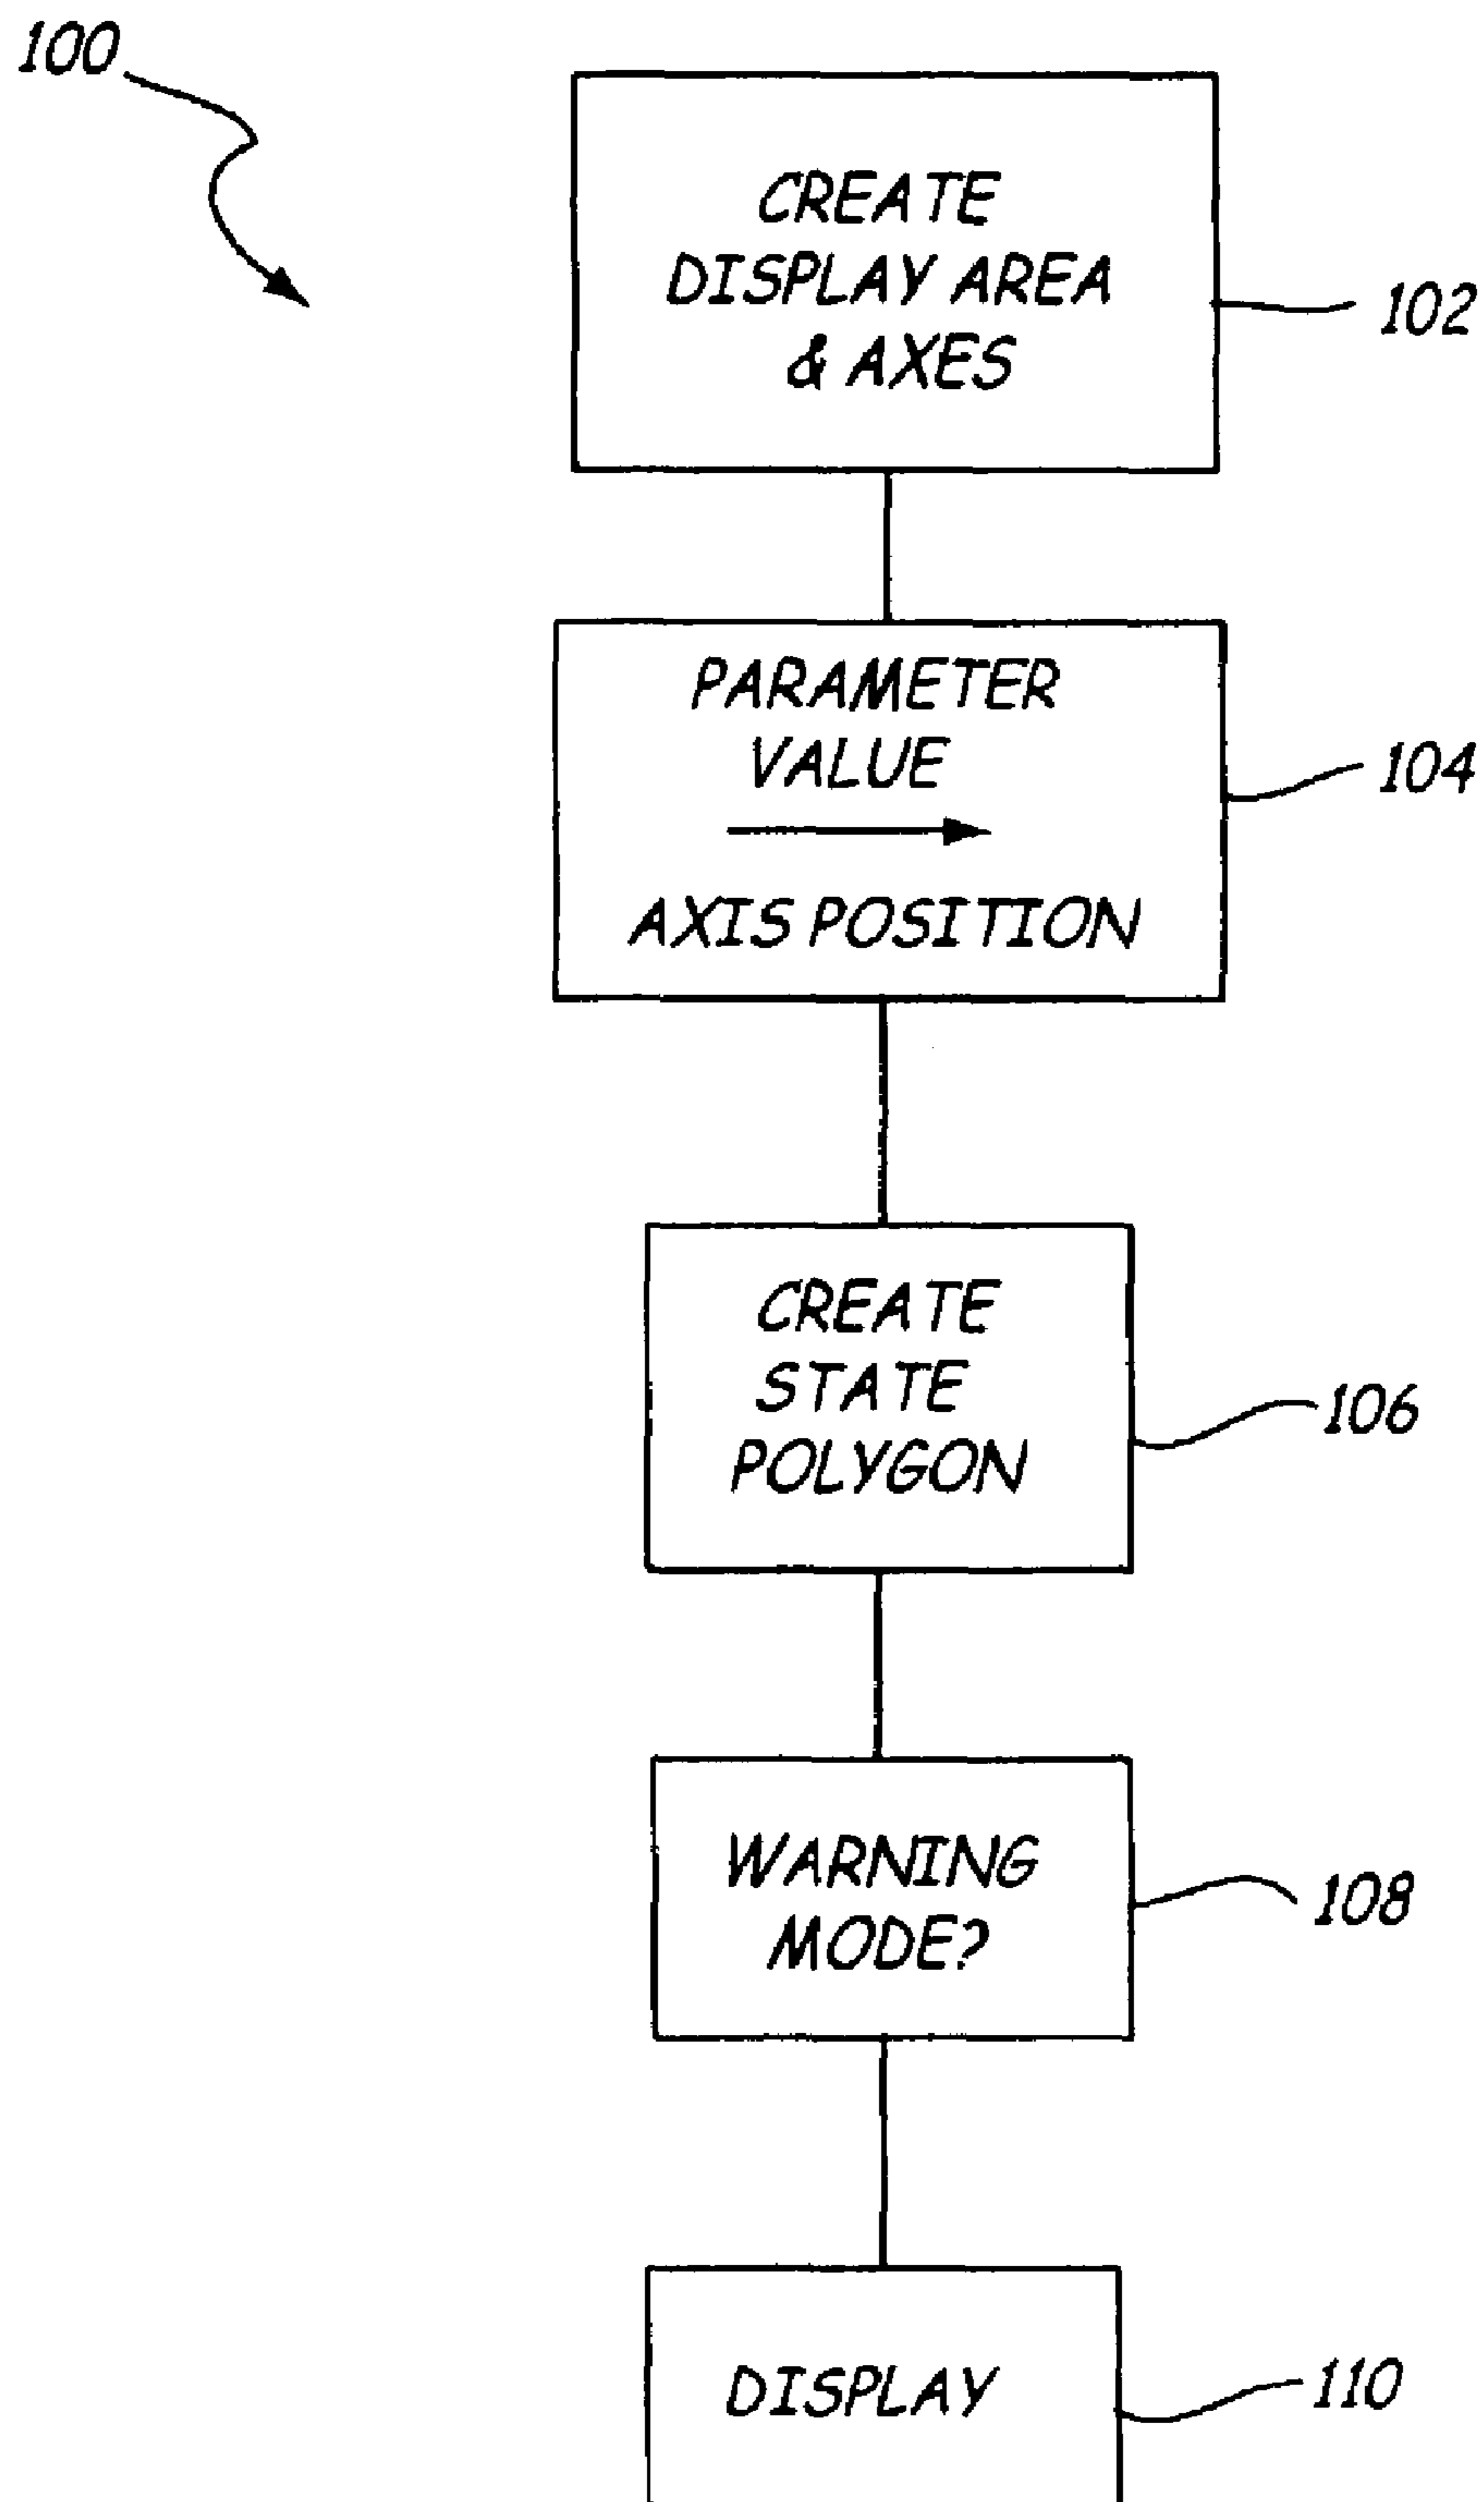 100
CREATE
DISPLAY AREA
& AXES
102
PARAMETER
VALUE
AXIS POSITION
104
CREATE
STATE
POLYGON
106
WARNING
MODE?
108
DISPLAY
110